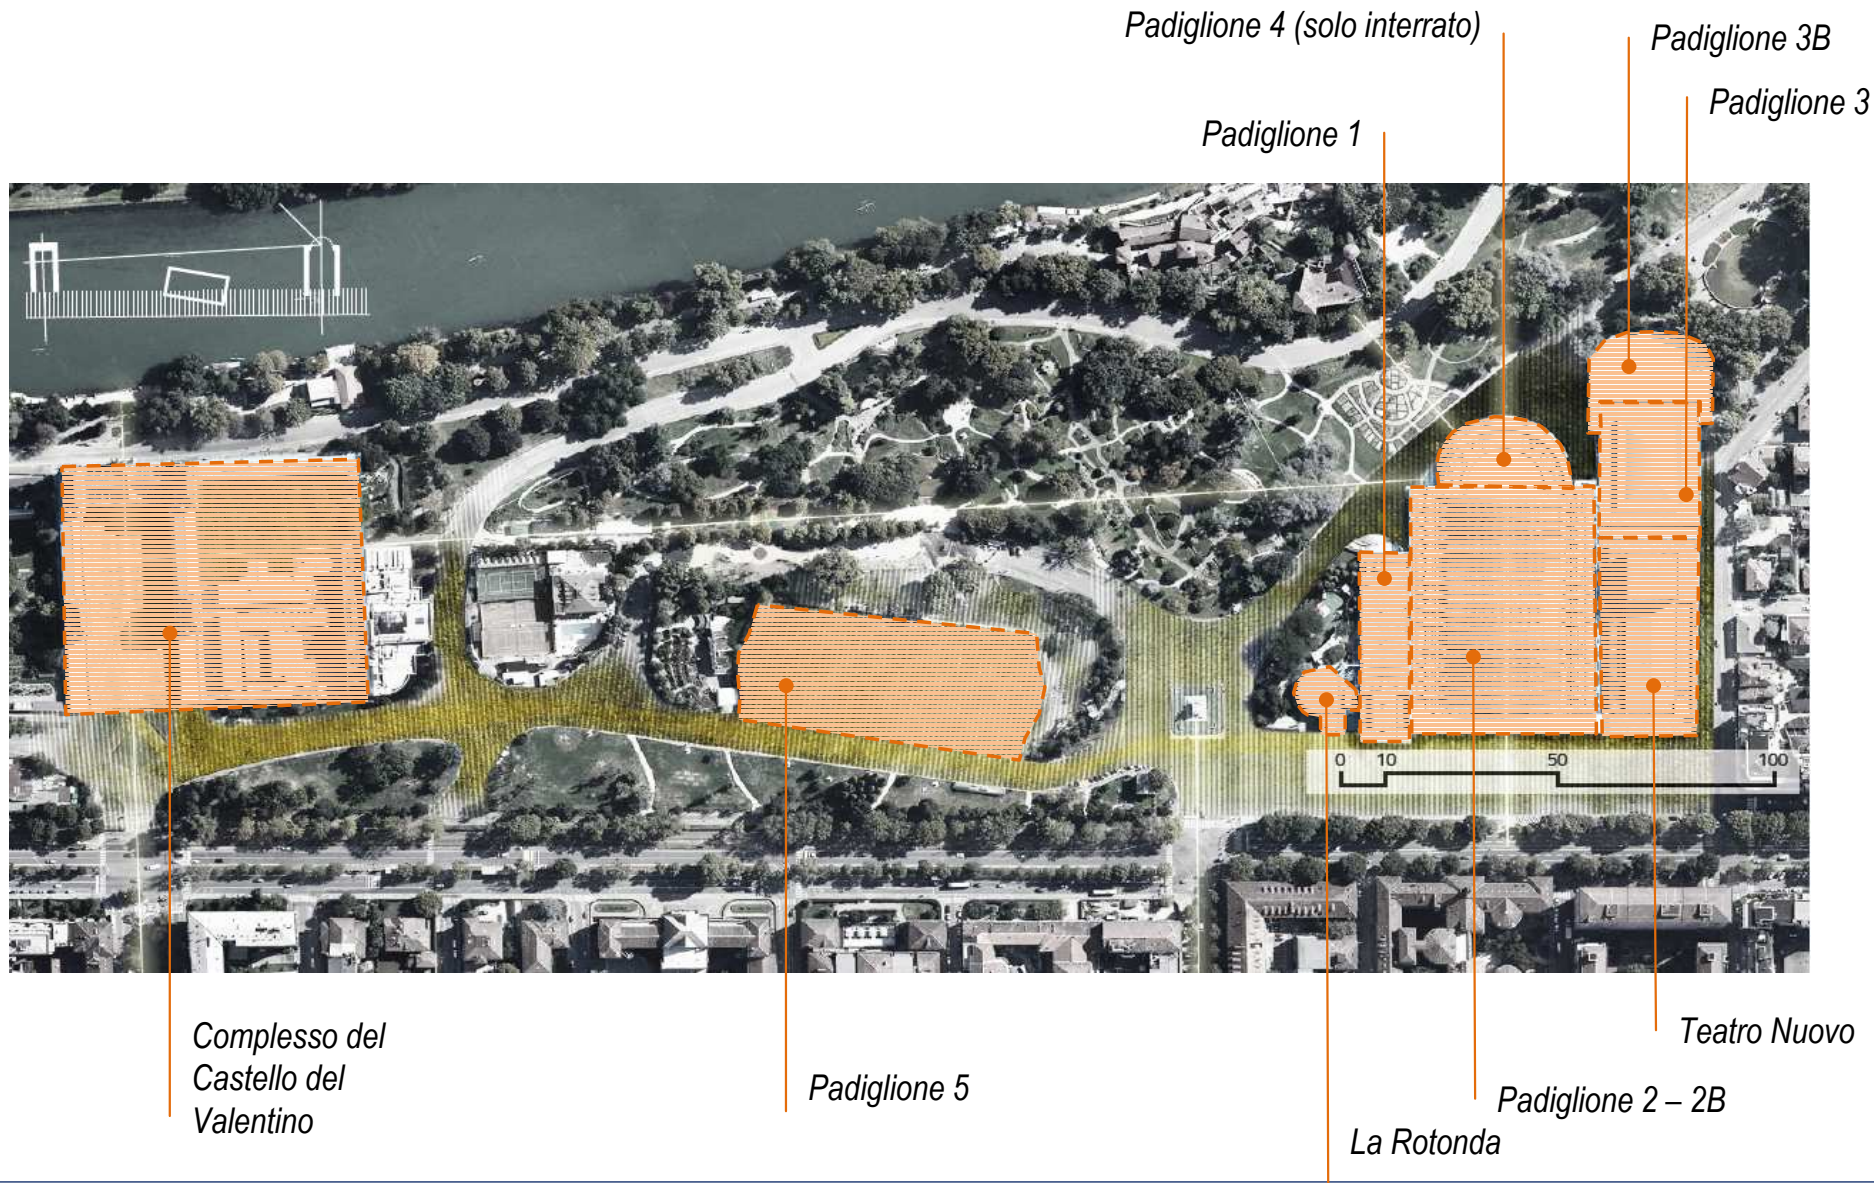 Padiglione 4 (solo interrato)
Padiglione 3B
Padiglione 3
Padiglione 1
0 10 50 100
Complesso del
Castello del
Valentino
Padiglione 5
Teatro Nuovo
Padiglione 2 – 2B
La Rotonda